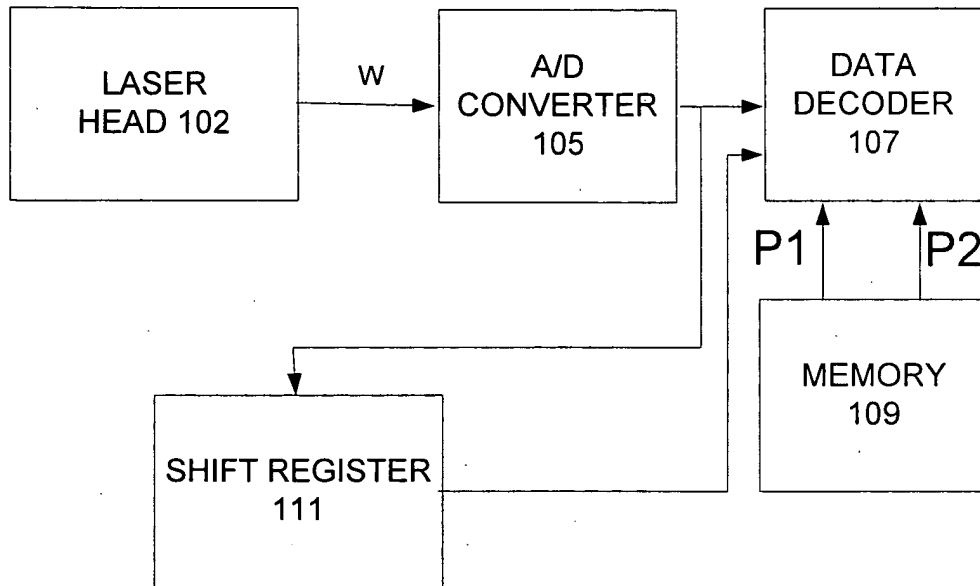 LASER
HEAD 102
W
A/D
CONVERTER
105
DATA
DECODER
107
P1
P2
MEMORY
109
SHIFT REGISTER
111